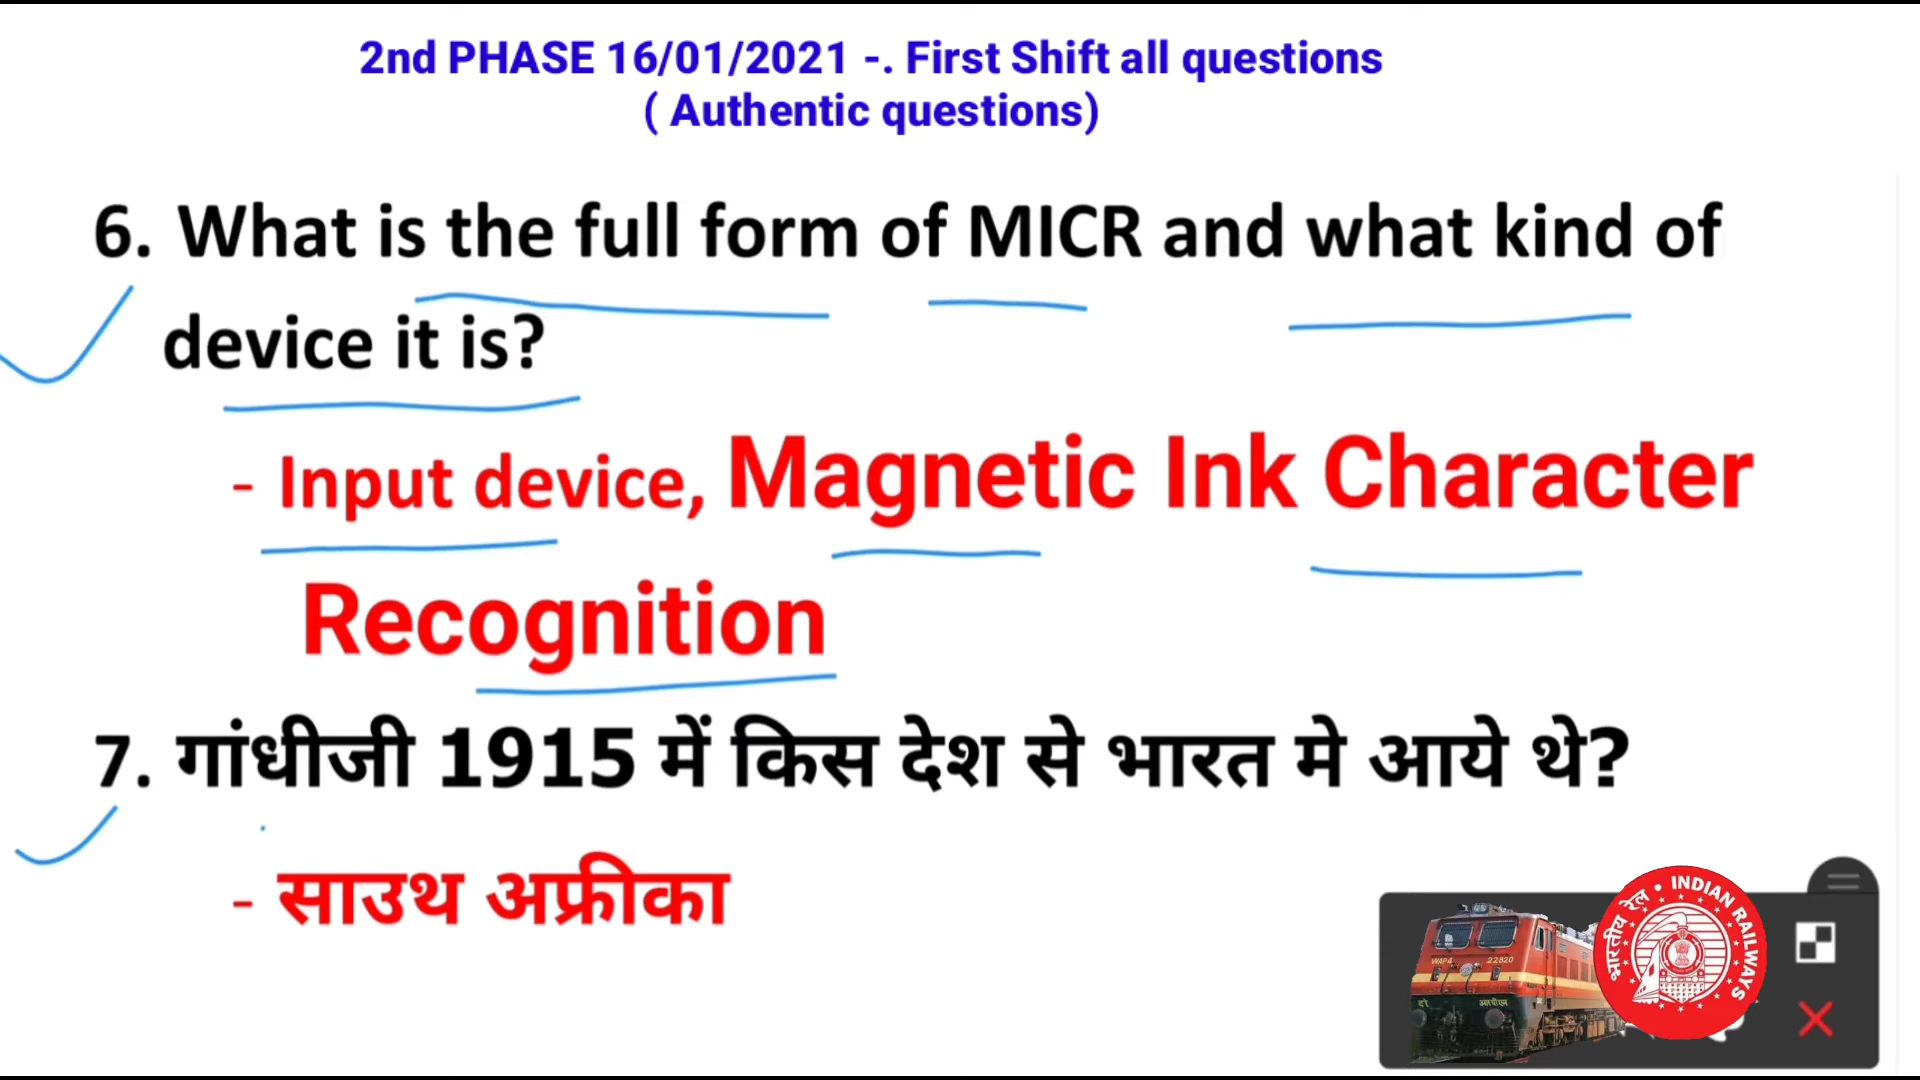 2nd PHASE 16/01/2021 -. First Shift all questions
( Authentic questions)
6. What is the full form of MICR and what kind of
device it is?
- Input device, Magnetic Ink Character
Recognition
7. गांधीजी 1915 में किस देश से भारत मे आये थे?
- साउथ अफ्रीका
भारतीय रेल • INDIAN RAILWAYS
WAP4 22820